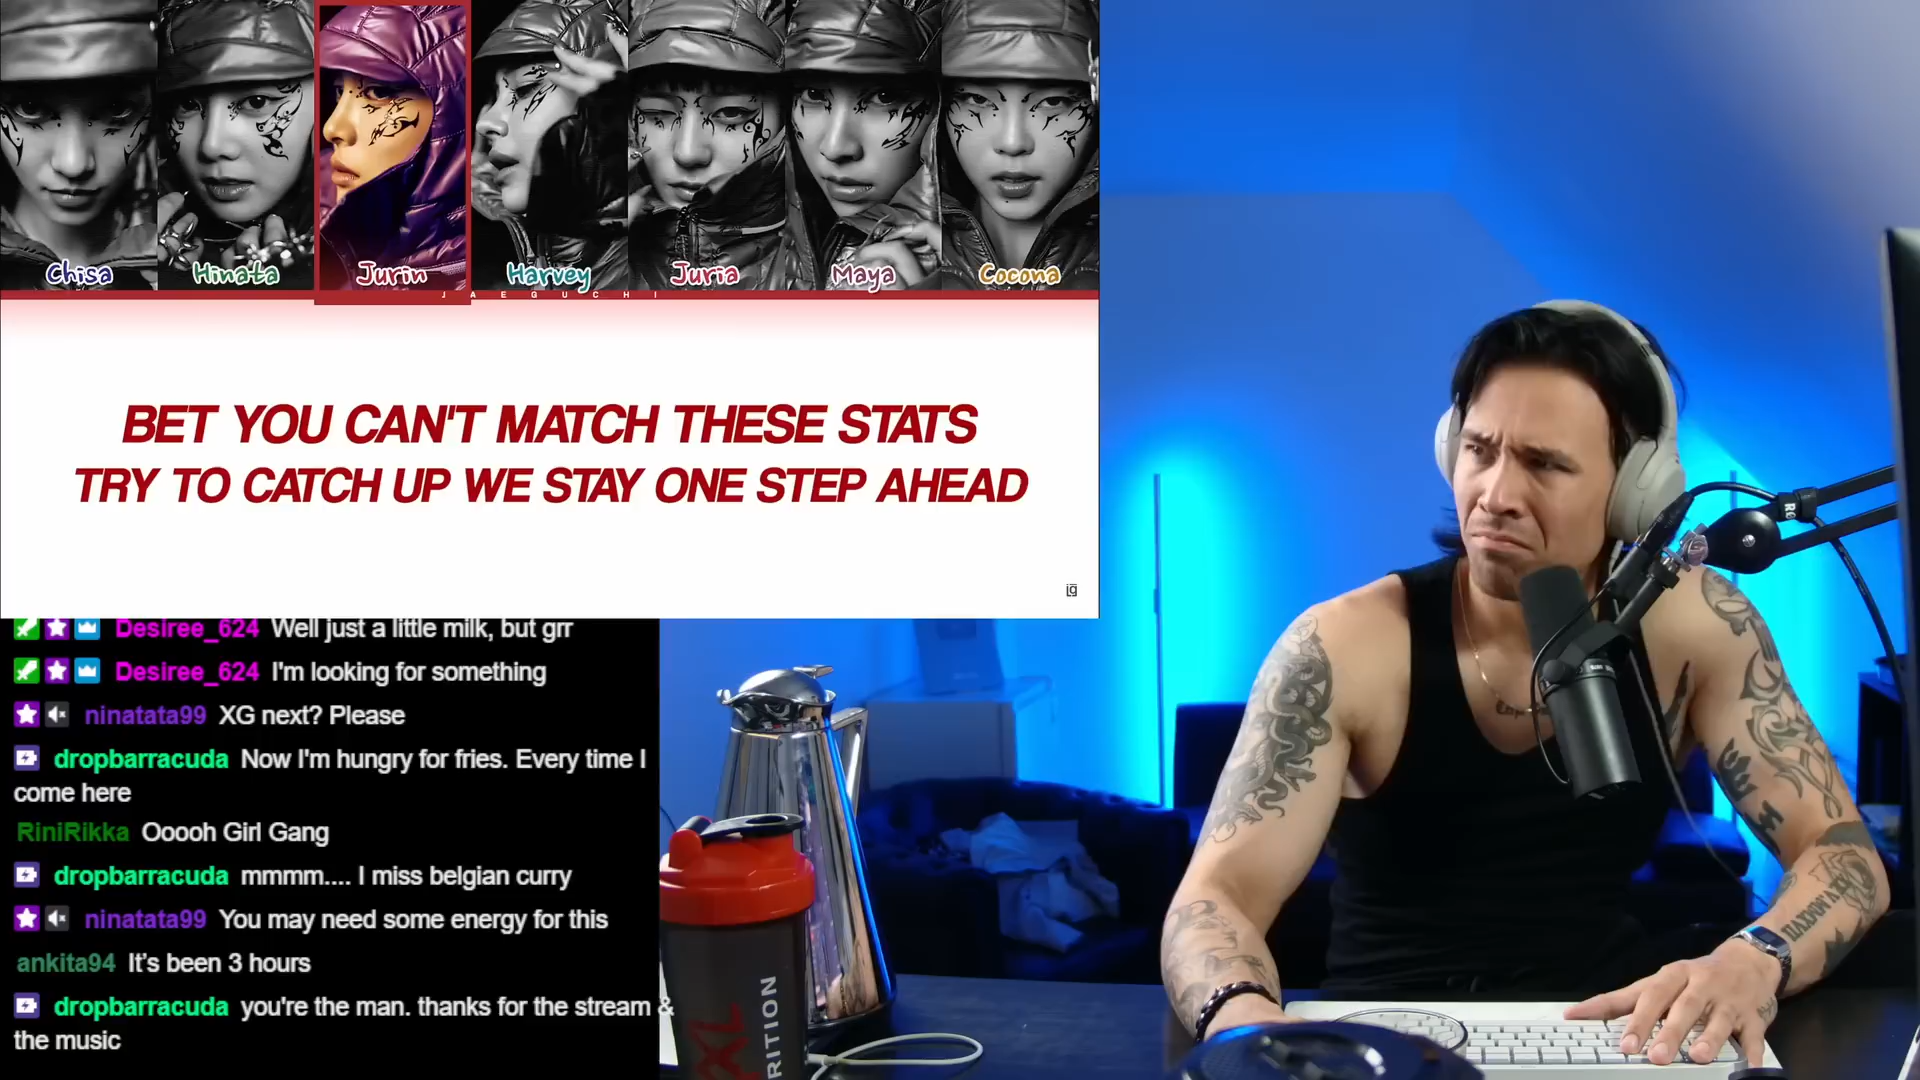 Chisa
Hinata
Jurin
Harvey
Juria
Maya
Cocona
JAEGUCHI
BET YOU CAN'T MATCH THESE STATS
TRY TO CATCH UP WE STAY ONE STEP AHEAD
Desiree_624 Well just a little milk, but grr
Desiree_624 I'm looking for something
ninatata99 XG next? Please
dropbarracuda Now I'm hungry for fries. Every time I
come here
RiniRikka Ooooh Girl Gang
dropbarracuda mmmm.... I miss belgian curry
ninatata99 You may need some energy for this
ankita94 It's been 3 hours
dropbarracuda you're the man. thanks for the stream &
the music
XL
RITION